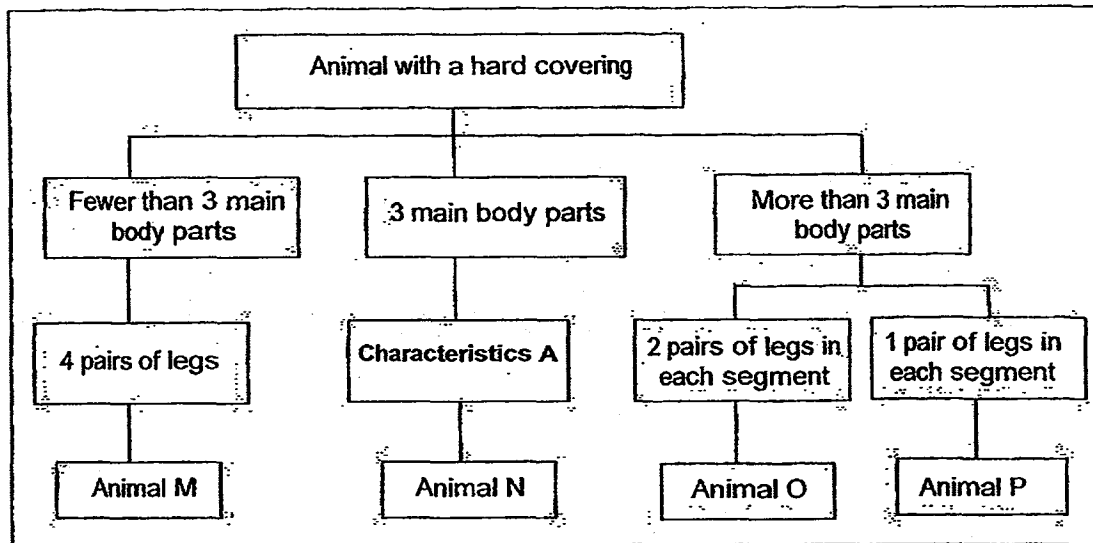 Animal with a hard covering
Fewer than 3 main
body parts
3 main body parts
More than 3 main
body parts
4 pairs of legs
Characteristics A
2 pairs of legs in
each segment
1 pair of legs in
each segment
Animal M
Animal N
Animal O
Animal P